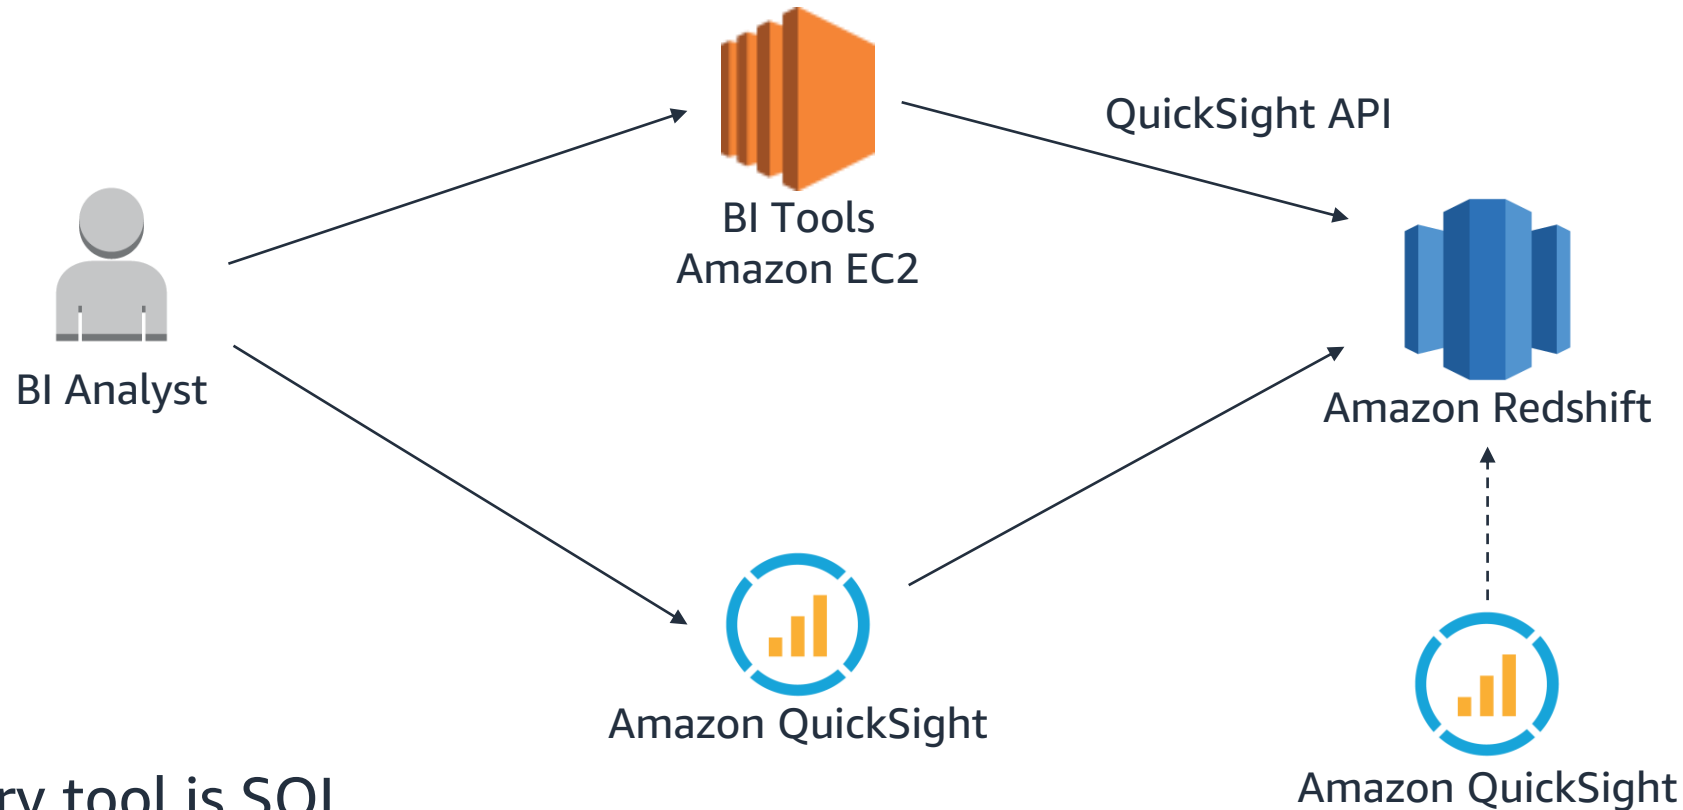 QuickSight API
BI Tools
Amazon EC2
BI Analyst
Amazon Redshift
Amazon QuickSight
Amazon QuickSight
tool is SQL